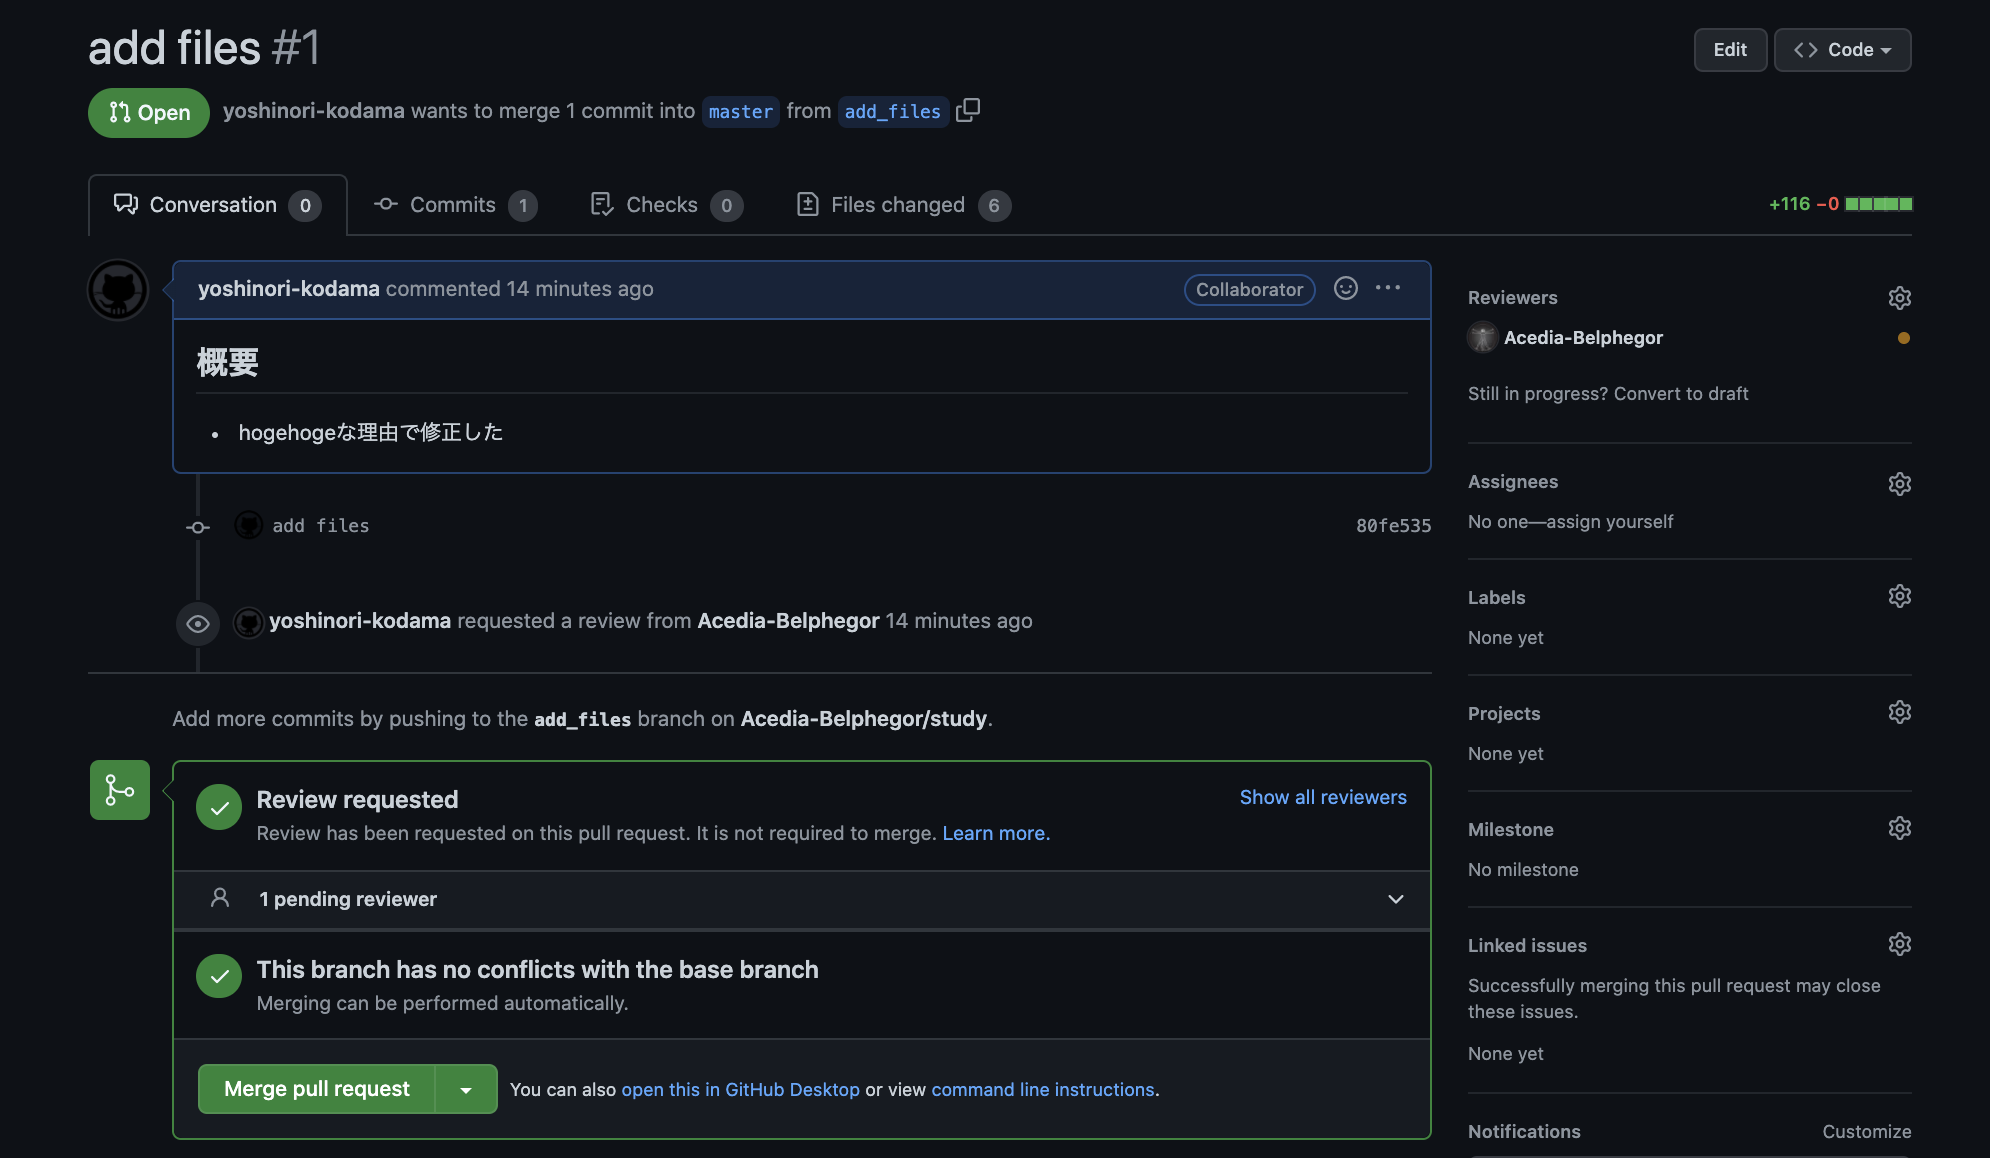 add files #1
Edit
Code
Open
yoshinori-kodama wants to merge 1 commit into master from add_files
Conversation 0
Commits 1
Checks 0
Files changed 6
+116 −0
yoshinori-kodama commented 14 minutes ago
Collaborator
概要
• hogehogeな理由で修正した
add files
80fe535
yoshinori-kodama requested a review from Acedia-Belphegor 14 minutes ago
Add more commits by pushing to the add_files branch on Acedia-Belphegor/study.
Review requested
Show all reviewers
Review has been requested on this pull request. It is not required to merge. Learn more.
1 pending reviewer
This branch has no conflicts with the base branch
Merging can be performed automatically.
Merge pull request
You can also open this in GitHub Desktop or view command line instructions.
Reviewers
Acedia-Belphegor
Still in progress? Convert to draft
Assignees
No one—assign yourself
Labels
None yet
Projects
None yet
Milestone
No milestone
Linked issues
Successfully merging this pull request may close
these issues.
None yet
Notifications
Customize